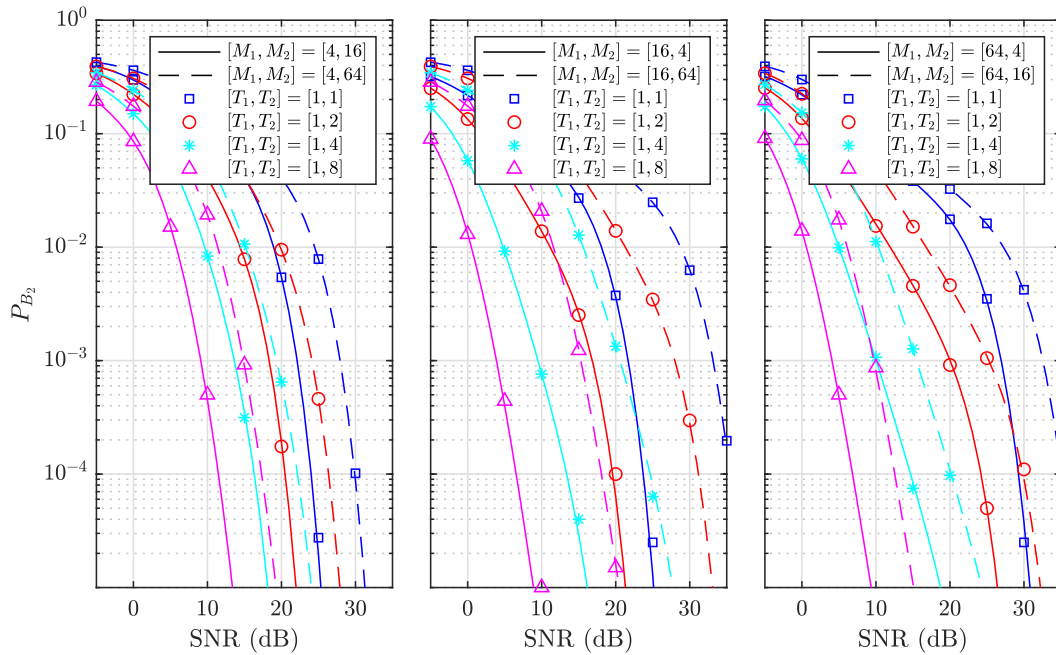 10^0
10^{-1}
10^{-2}
10^{-3}
10^{-4}
P_{B_2}
[M_1, M_2] = [4, 16]
[M_1, M_2] = [4, 64]
[T_1, T_2] = [1, 1]
[T_1, T_2] = [1, 2]
[T_1, T_2] = [1, 4]
[T_1, T_2] = [1, 8]
0 10 20 30
SNR (dB)
[M_1, M_2] = [16, 4]
[M_1, M_2] = [16, 64]
[T_1, T_2] = [1, 1]
[T_1, T_2] = [1, 2]
[T_1, T_2] = [1, 4]
[T_1, T_2] = [1, 8]
0 10 20 30
SNR (dB)
[M_1, M_2] = [64, 4]
[M_1, M_2] = [64, 16]
[T_1, T_2] = [1, 1]
[T_1, T_2] = [1, 2]
[T_1, T_2] = [1, 4]
[T_1, T_2] = [1, 8]
0 10 20 30
SNR (dB)